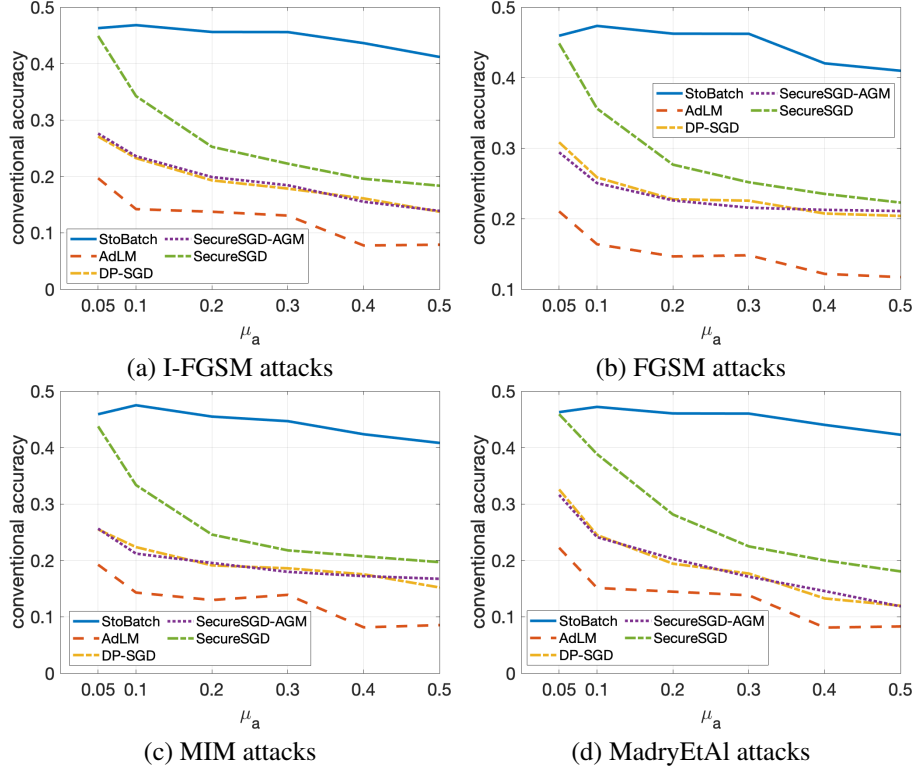 0.5
0.4
0.3
0.2
0.1
0
conventional accuracy
StoBatch
AdLM
DP-SGD
SecureSGD-AGM
SecureSGD
0.05 0.1 0.2 0.3 0.4 0.5
μa
(a) I-FGSM attacks
0.5
0.4
0.3
0.2
0.1
conventional accuracy
StoBatch
AdLM
DP-SGD
SecureSGD-AGM
SecureSGD
0.05 0.1 0.2 0.3 0.4 0.5
μa
(b) FGSM attacks
0.5
0.4
0.3
0.2
0.1
0
conventional accuracy
StoBatch
AdLM
DP-SGD
SecureSGD-AGM
SecureSGD
0.05 0.1 0.2 0.3 0.4 0.5
μa
(c) MIM attacks
0.5
0.4
0.3
0.2
0.1
0
conventional accuracy
StoBatch
AdLM
DP-SGD
SecureSGD-AGM
SecureSGD
0.05 0.1 0.2 0.3 0.4 0.5
μa
(d) MadryEtAl attacks